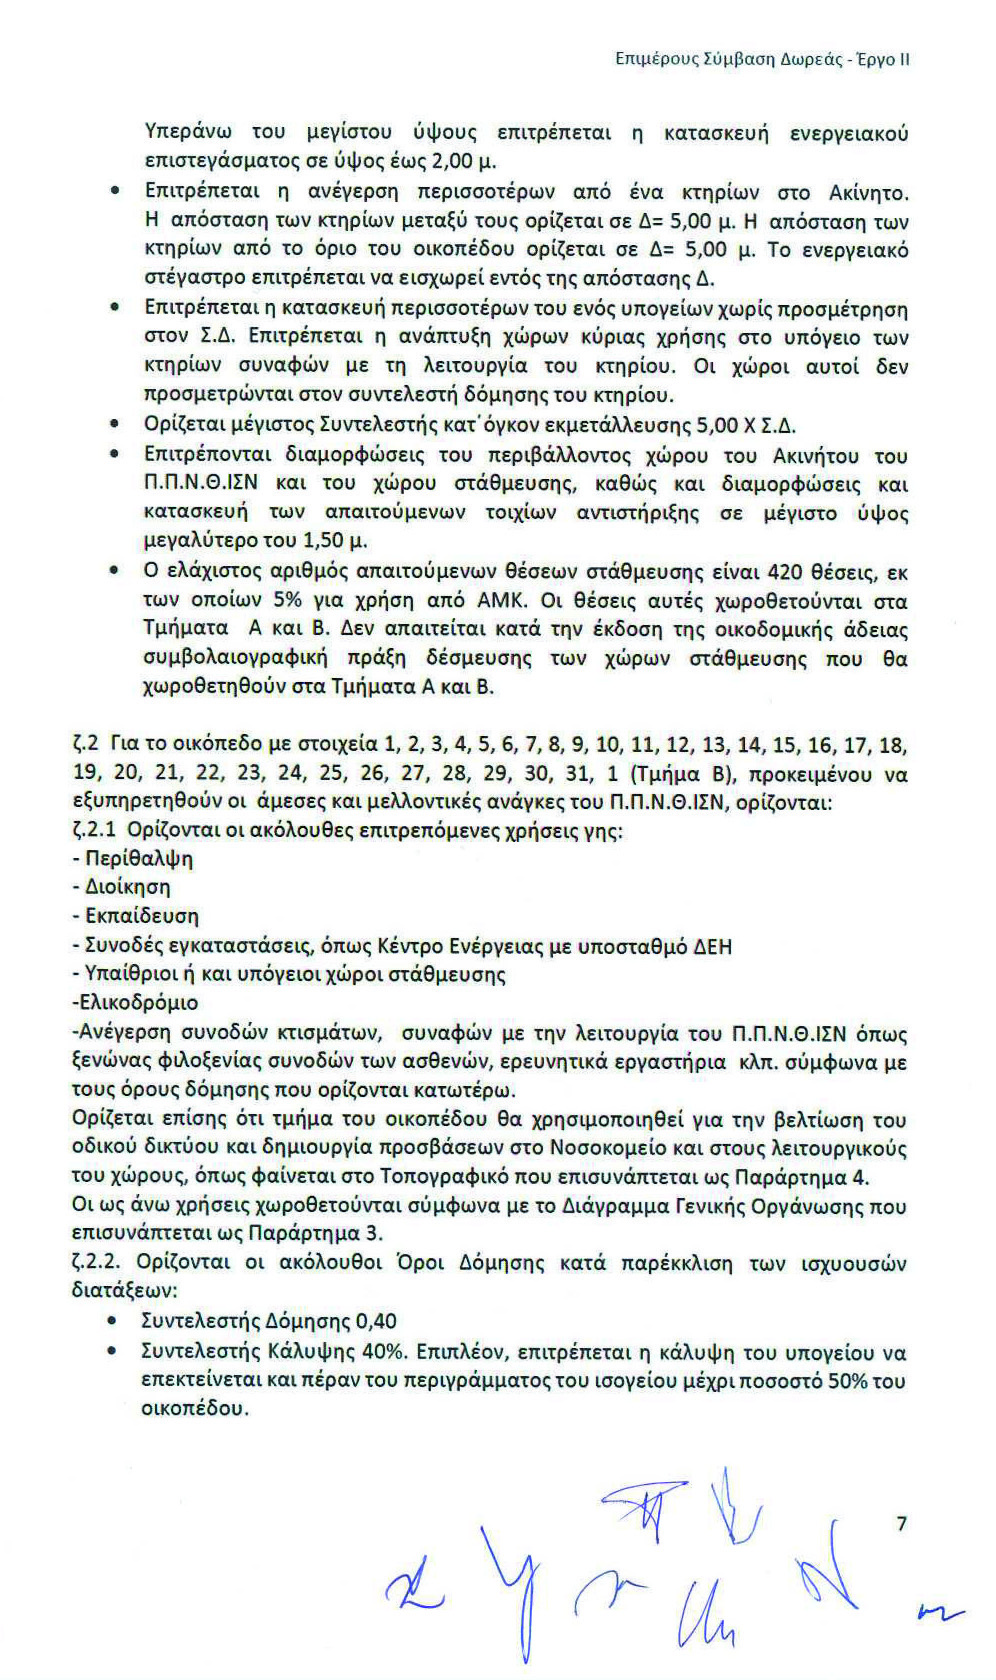 Επιμέρους Σύμβαση Δωρεάς - Έργο ΙΙ
Υπεράνω του μεγίστου ύψους επιτρέπεται η κατασκευή ενεργειακού
επιστεγάσματος σε ύψος έως 2,00 μ.
• Επιτρέπεται η ανέγερση περισσοτέρων από ένα κτηρίων στο Ακίνητο.
Η απόσταση των κτηρίων μεταξύ τους ορίζεται σε Δ= 5,00 μ. Η απόσταση των
κτηρίων από το όριο του οικοπέδου ορίζεται σε Δ= 5,00 μ. Το ενεργειακό
στέγαστρο επιτρέπεται να εισχωρεί εντός της απόστασης Δ.
• Επιτρέπεται η κατασκευή περισσοτέρων του ενός υπογείων χωρίς προσμέτρηση
στον Σ.Δ. Επιτρέπεται η ανάπτυξη χώρων κύριας χρήσης στο υπόγειο των
κτηρίων συναφών με τη λειτουργία του κτηρίου. Οι χώροι αυτοί δεν
προσμετρώνται στον συντελεστή δόμησης του κτηρίου.
• Ορίζεται μέγιστος Συντελεστής κατ΄όγκον εκμετάλλευσης 5,00 Χ Σ.Δ.
• Επιτρέπονται διαμορφώσεις του περιβάλλοντος χώρου του Ακινήτου του
Π.Π.Ν.Θ.ΙΣΝ και του χώρου στάθμευσης, καθώς και διαμορφώσεις και
κατασκευή των απαιτούμενων τοιχίων αντιστήριξης σε μέγιστο ύψος
μεγαλύτερο του 1,50 μ.
• Ο ελάχιστος αριθμός απαιτούμενων θέσεων στάθμευσης είναι 420 θέσεις, εκ
των οποίων 5% για χρήση από ΑΜΚ. Οι θέσεις αυτές χωροθετούνται στα
Τμήματα Α και Β. Δεν απαιτείται κατά την έκδοση της οικοδομικής άδειας
συμβολαιογραφική πράξη δέσμευσης των χώρων στάθμευσης που θα
χωροθετηθούν στα Τμήματα Α και Β.
ζ.2 Για το οικόπεδο με στοιχεία 1, 2, 3, 4, 5, 6, 7, 8, 9, 10, 11, 12, 13, 14, 15, 16, 17, 18,
19, 20, 21, 22, 23, 24, 25, 26, 27, 28, 29, 30, 31, 1 (Τμήμα Β), προκειμένου να
εξυπηρετηθούν οι άμεσες και μελλοντικές ανάγκες του Π.Π.Ν.Θ.ΙΣΝ, ορίζονται:
ζ.2.1 Ορίζονται οι ακόλουθες επιτρεπόμενες χρήσεις γης:
- Περίθαλψη
- Διοίκηση
- Εκπαίδευση
- Συνοδές εγκαταστάσεις, όπως Κέντρο Ενέργειας με υποσταθμό ΔΕΗ
- Υπαίθριοι ή και υπόγειοι χώροι στάθμευσης
-Ελικοδρόμιο
-Ανέγερση συνοδών κτισμάτων, συναφών με την λειτουργία του Π.Π.Ν.Θ.ΙΣΝ όπως
ξενώνας φιλοξενίας συνοδών των ασθενών, ερευνητικά εργαστήρια κλπ. σύμφωνα με
τους όρους δόμησης που ορίζονται κατωτέρω.
Ορίζεται επίσης ότι τμήμα του οικοπέδου θα χρησιμοποιηθεί για την βελτίωση του
οδικού δικτύου και δημιουργία προσβάσεων στο Νοσοκομείο και στους λειτουργικούς
του χώρους, όπως φαίνεται στο Τοπογραφικό που επισυνάπτεται ως Παράρτημα 4.
Οι ως άνω χρήσεις χωροθετούνται σύμφωνα με το Διάγραμμα Γενικής Οργάνωσης που
επισυνάπτεται ως Παράρτημα 3.
ζ.2.2. Ορίζονται οι ακόλουθοι Όροι Δόμησης κατά παρέκκλιση των ισχυουσών
διατάξεων:
• Συντελεστής Δόμησης 0,40
• Συντελεστής Κάλυψης 40%. Επιπλέον, επιτρέπεται η κάλυψη του υπογείου να
επεκτείνεται και πέραν του περιγράμματος του ισογείου μέχρι ποσοστό 50% του
οικοπέδου.
7